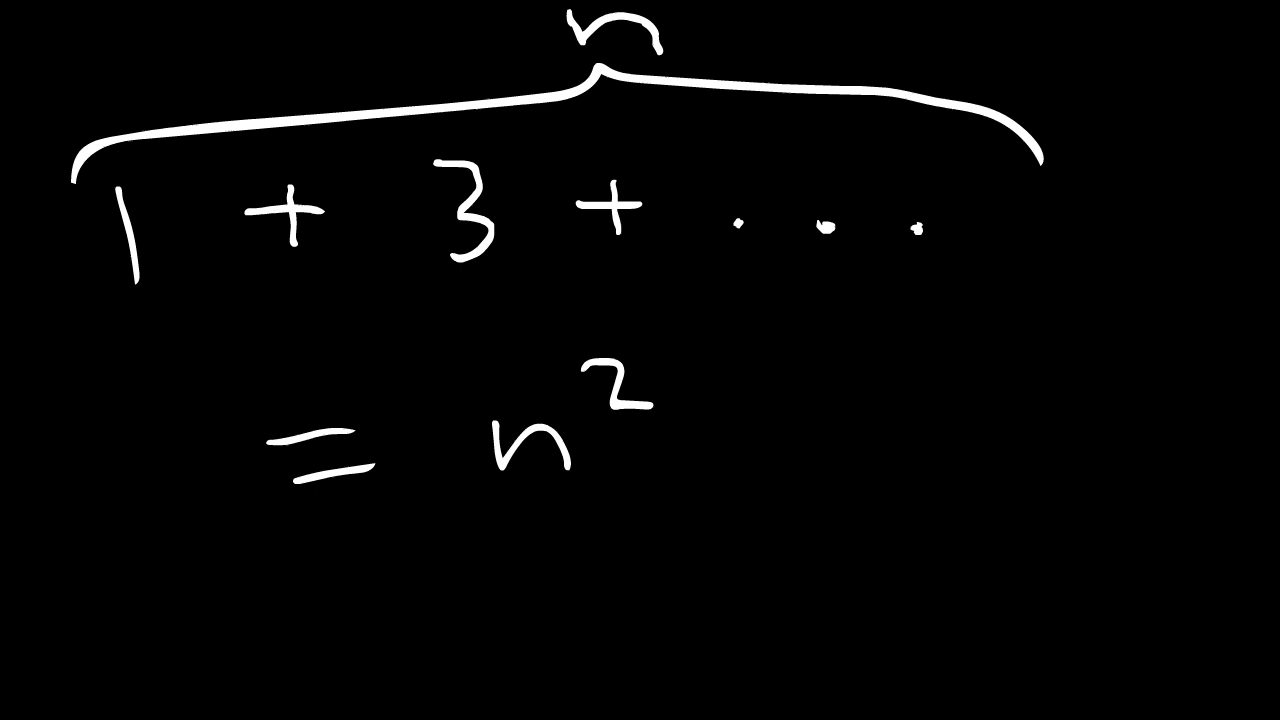 n
1 + 3 + . . .
= n²